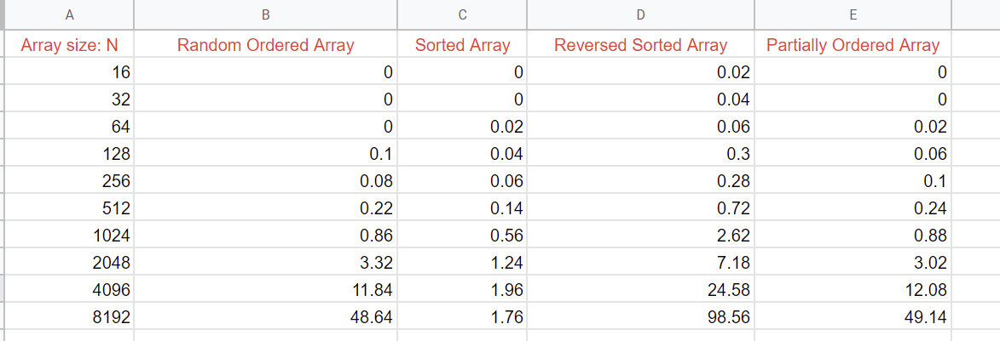 A B C D E
Array size: N Random Ordered Array Sorted Array Reversed Sorted Array Partially Ordered Array
16 0 0 0.02 0
32 0 0 0.04 0
64 0 0.02 0.06 0.02
128 0.1 0.04 0.3 0.06
256 0.08 0.06 0.28 0.1
512 0.22 0.14 0.72 0.24
1024 0.86 0.56 2.62 0.88
2048 3.32 1.24 7.18 3.02
4096 11.84 1.96 24.58 12.08
8192 48.64 1.76 98.56 49.14